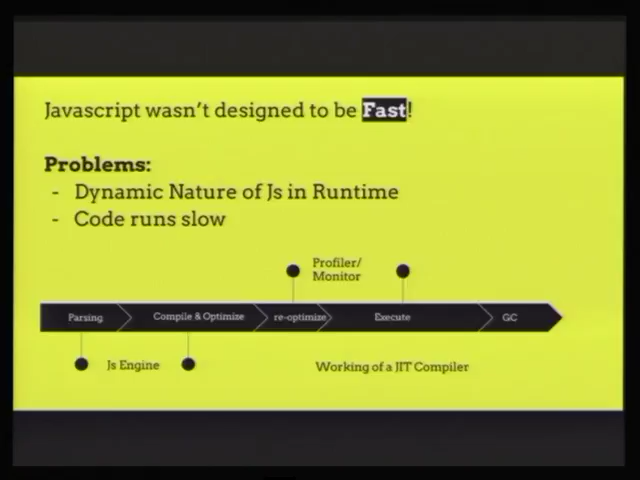 Javascript wasn't designed to be Fast!
Problems:
- Dynamic Nature of Js in Runtime
- Code runs slow
Profiler/
Monitor
Parsing
Compile & Optimize
re-optimize
Execute
GC
Js Engine
Working of a JIT Compiler